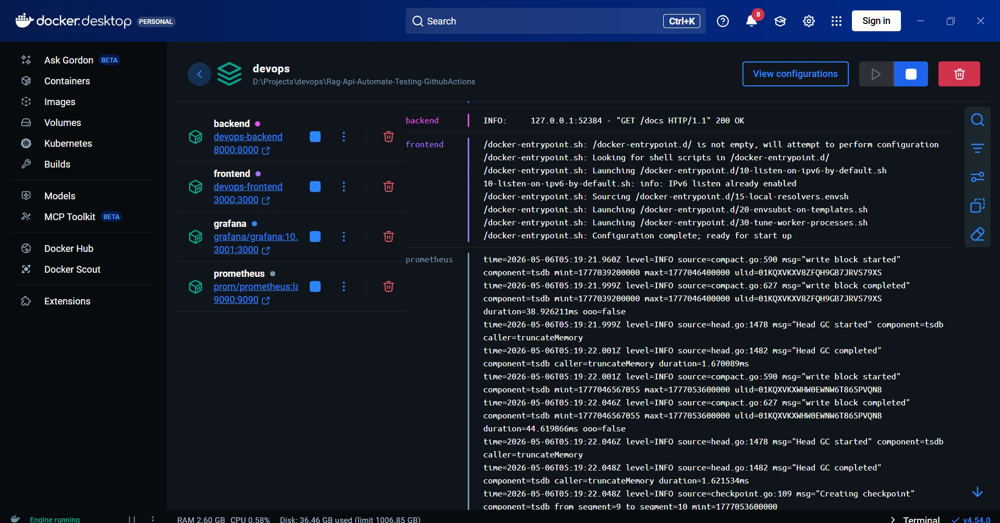 docker.desktop PERSONAL
Search
Ctrl+K
8
Sign in
Ask Gordon BETA
Containers
Images
Volumes
Kubernetes
Builds
Models
MCP Toolkit BETA
Docker Hub
Docker Scout
Extensions
devops
D:\Projects\devops\Rag-Api-Automate-Testing-GithubActions
View configurations
backend
devops-backend
8000:8000
frontend
devops-frontend
3000:3000
grafana
grafana/grafana:10.
3001:3000
prometheus
prom/prometheus:la
9090:9090
backend
INFO: 127.0.0.1:52384 - "GET /docs HTTP/1.1" 200 OK
frontend
/docker-entrypoint.sh: /docker-entrypoint.d/ is not empty, will attempt to perform configuration
/docker-entrypoint.sh: Looking for shell scripts in /docker-entrypoint.d/
/docker-entrypoint.sh: Launching /docker-entrypoint.d/10-listen-on-ipv6-by-default.sh
10-listen-on-ipv6-by-default.sh: info: IPv6 listen already enabled
/docker-entrypoint.sh: Sourcing /docker-entrypoint.d/15-local-resolvers.envsh
/docker-entrypoint.sh: Launching /docker-entrypoint.d/20-envsubst-on-templates.sh
/docker-entrypoint.sh: Launching /docker-entrypoint.d/30-tune-worker-processes.sh
/docker-entrypoint.sh: Configuration complete; ready for start up
prometheus
time=2026-05-06T05:19:21.960Z level=INFO source=compact.go:590 msg="write block started"
component=tsdb mint=1777039200000 maxt=1777046400000 ulid=01KQXVKXV8ZFQH9GB7JRVS79XS
time=2026-05-06T05:19:21.999Z level=INFO source=compact.go:627 msg="write block completed"
component=tsdb mint=1777039200000 maxt=1777046400000 ulid=01KQXVKXV8ZFQH9GB7JRVS79XS
duration=38.926211ms ooo=false
time=2026-05-06T05:19:21.999Z level=INFO source=head.go:1478 msg="Head GC started" component=tsdb
caller=truncateMemory
time=2026-05-06T05:19:22.001Z level=INFO source=head.go:1482 msg="Head GC completed"
component=tsdb caller=truncateMemory duration=1.670089ms
time=2026-05-06T05:19:22.001Z level=INFO source=compact.go:590 msg="write block started"
component=tsdb mint=1777046567055 maxt=1777053600000 ulid=01KQXVKXWHW0EWNW6T865PVQN8
time=2026-05-06T05:19:22.046Z level=INFO source=compact.go:627 msg="write block completed"
component=tsdb mint=1777046567055 maxt=1777053600000 ulid=01KQXVKXWHW0EWNW6T865PVQN8
duration=44.619866ms ooo=false
time=2026-05-06T05:19:22.046Z level=INFO source=head.go:1478 msg="Head GC started" component=tsdb
caller=truncateMemory
time=2026-05-06T05:19:22.048Z level=INFO source=head.go:1482 msg="Head GC completed"
component=tsdb caller=truncateMemory duration=1.621534ms
time=2026-05-06T05:19:22.048Z level=INFO source=checkpoint.go:109 msg="Creating checkpoint"
component=tsdb from_segment=9 to_segment=10 mint=1777053600000
Engine running
RAM 2.60 GB CPU 0.58% Disk: 36.46 GB used (limit 1006.85 GB)
Terminal
v4.54.0